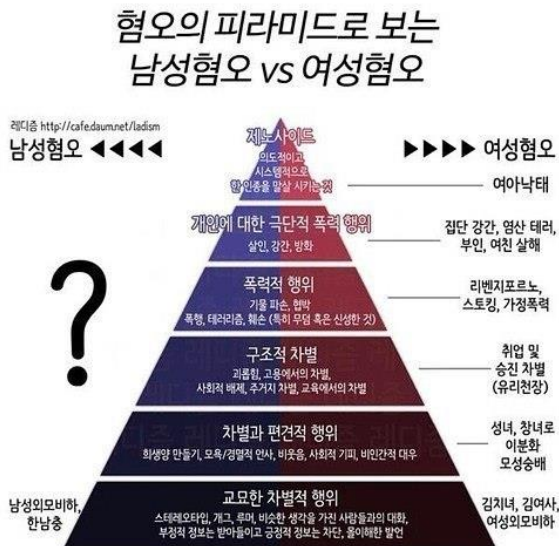 혐오의 피라미드로 보는
남성혐오 vs 여성혐오
레디즘 http://cafe.daum.net/ladism
남성혐오 ◀◀◀◀
▶▶▶▶ 여성혐오
제노사이드
의도적이고
시스템적으로
한 인종을 말살 시키는 것
여아낙태
개인에 대한 극단적 폭력 행위
살인, 강간, 방화
집단 강간, 염산 테러,
부인, 여친 살해
?
폭력적 행위
기물 파손, 협박
폭행, 테러리즘, 훼손 (특히 무덤 혹은 신성한 것)
리벤지포르노,
스토킹, 가정폭력
구조적 차별
괴롭힘, 고용에서의 차별,
사회적 배제, 주거지 차별, 교육에서의 차별
취업 및
승진 차별
(유리천장)
차별과 편견적 행위
희생양 만들기, 모욕/경멸적 인사, 비웃음, 사회적 기피, 비인간적 대우
성녀, 창녀로
이분화
모성숭배
남성외모비하,
한남충
교묘한 차별적 행위
스테레오타입, 개그, 루머, 비슷한 생각을 가진 사람들과의 대화,
부정적 정보는 받아들이고 긍정적 정보는 차단, 몰이해한 발언
김치녀, 김여사,
여성외모비하